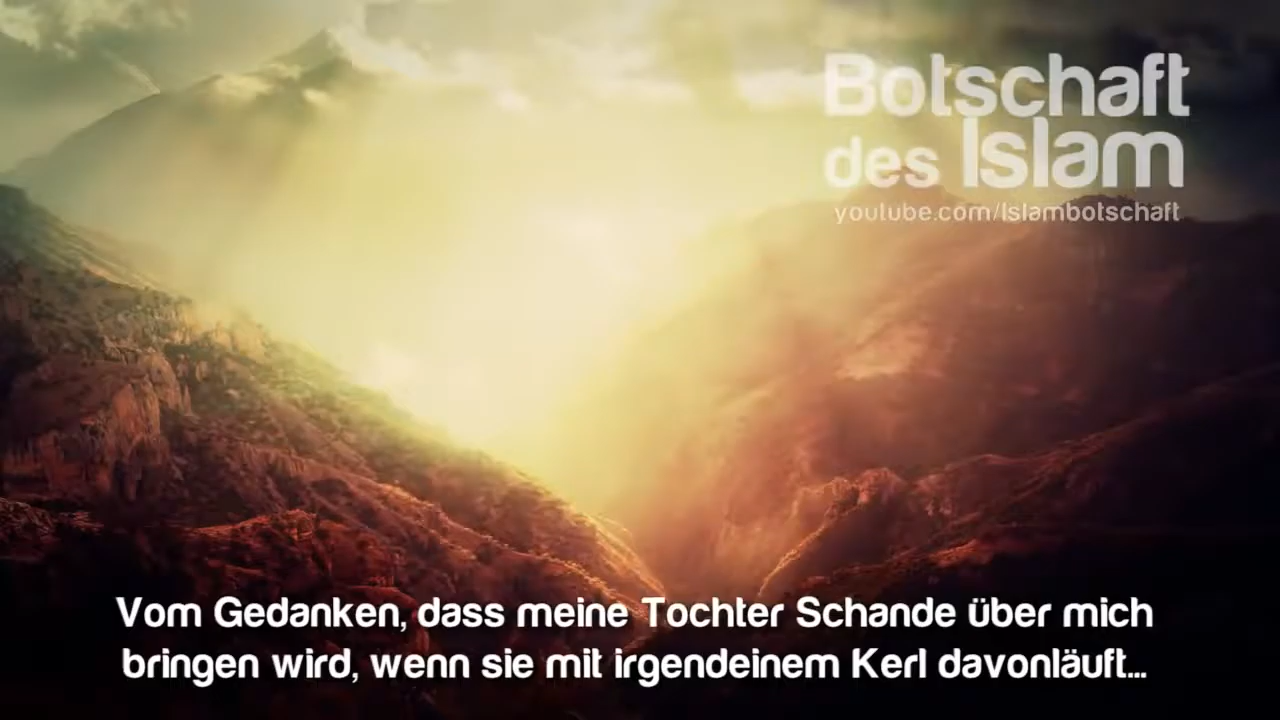 Botschaft
des Islam
youtube.com/Islambotschaft
Vom Gedanken, dass meine Tochter Schande über mich
bringen wird, wenn sie mit irgendeinem Kerl davonläuft...